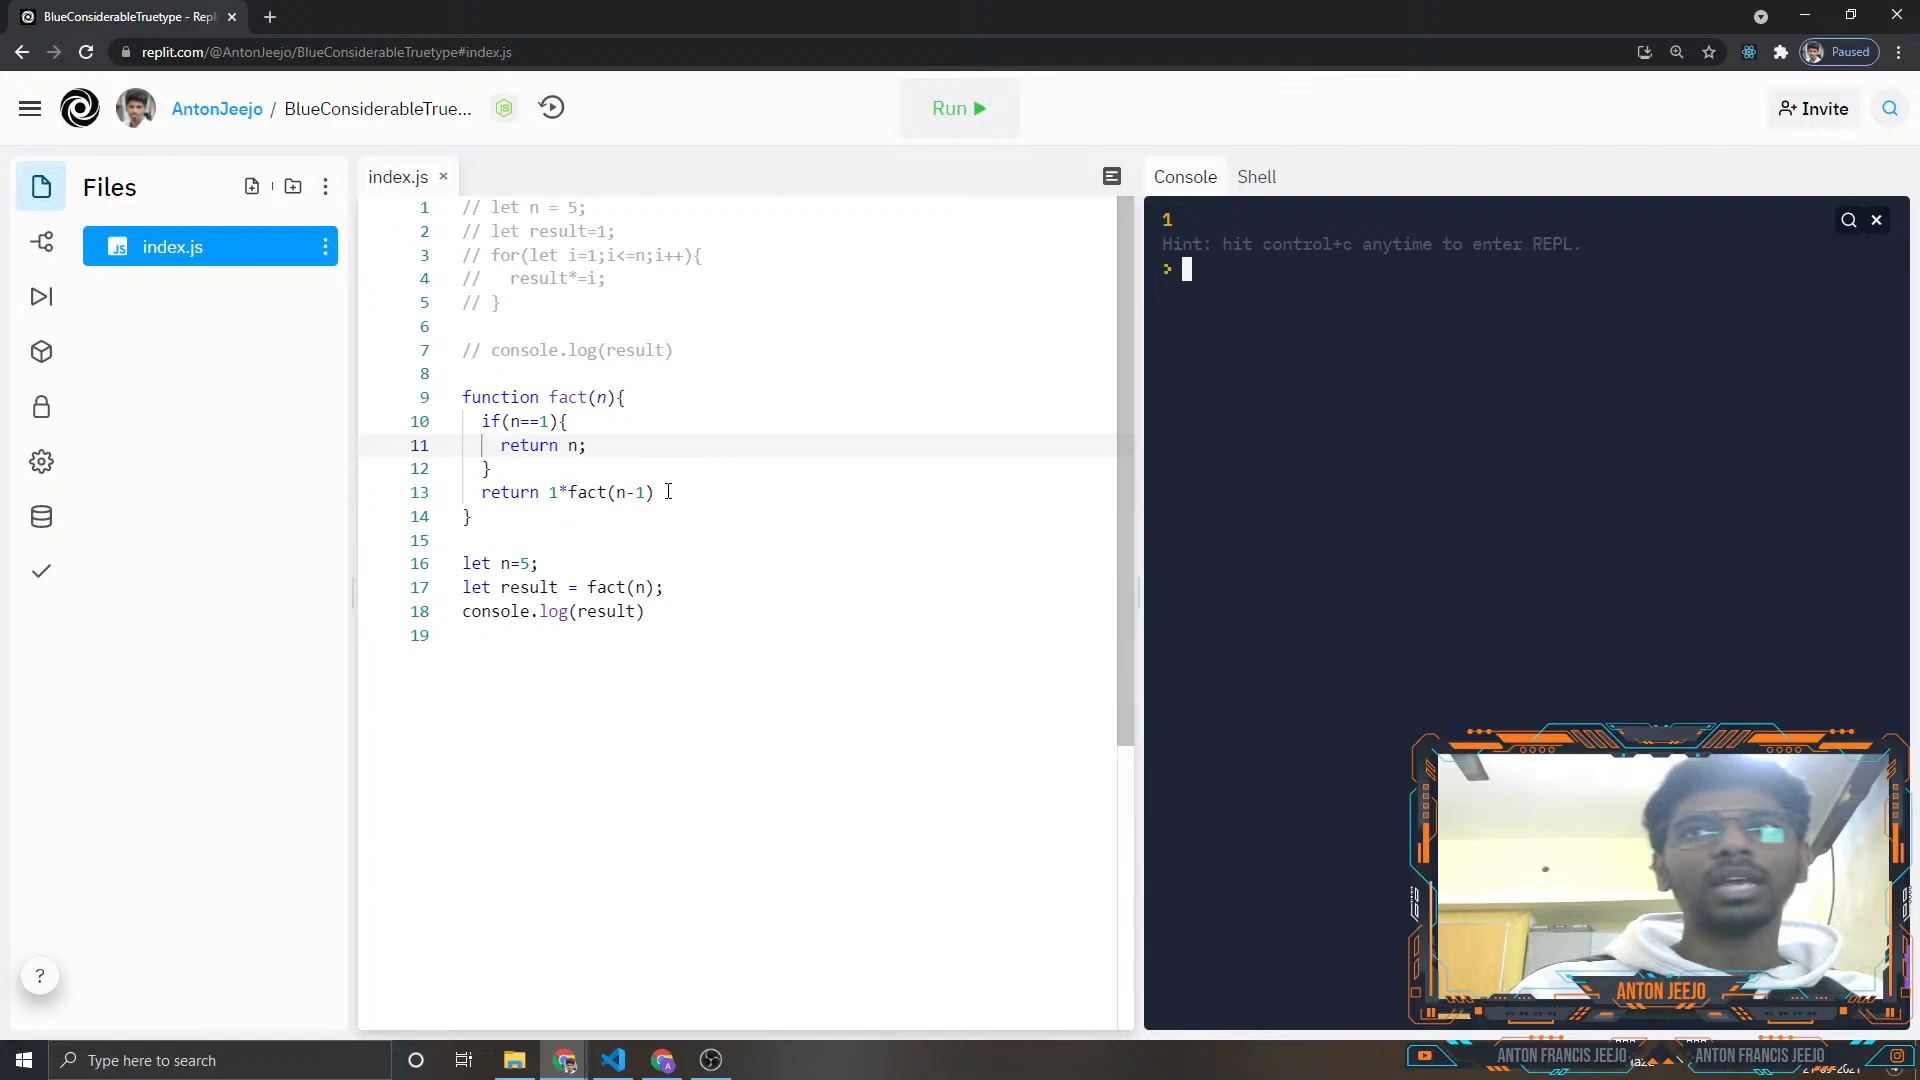 BlueConsiderableTruetype - Repl
replit.com/@AntonJeejo/BlueConsiderableTruetype#index.js
Paused
AntonJeejo / BlueConsiderableTrue...
JS
Run
Invite
Files
JS index.js
index.js
1 // let n = 5;
2 // let result=1;
3 // for(let i=1;i<=n;i++){
4 //   result*=i;
5 // }
6
7 // console.log(result)
8
9 function fact(n){
10   if(n==1){
11     return n;
12   }
13   return 1*fact(n-1)
14 }
15
16 let n=5;
17 let result = fact(n);
18 console.log(result)
19
Console Shell
1
Hint: hit control+c anytime to enter REPL.
>
ANTON JEEJO
?
Type here to search
A
ANTON FRANCIS JEEJO
ANTON FRANCIS JEEJO